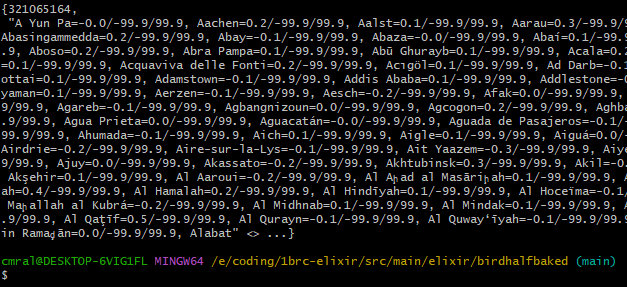 {321065164,
"A Yun Pa=-0.0/-99.9/99.9, Aachen=0.2/-99.9/99.9, Aalst=0.1/-99.9/99.9, Aarau=0.3/-99.9/9
Abasingammedda=0.2/-99.9/99.9, Abay=-0.1/-99.9/99.9, Abaza=-0.0/-99.9/99.9, Abaí=0.1/-99
.9, Aboso=0.2/-99.9/99.9, Abra Pampa=0.1/-99.9/99.9, Abū Ghurayb=0.1/-99.9/99.9, Acala=0.2
=-0.1/-99.9/99.9, Acquaviva delle Fonti=0.2/-99.9/99.9, Acıgöl=0.1/-99.9/99.9, Ad Darb=-0.1
ottai=0.1/-99.9/99.9, Adamstown=-0.1/-99.9/99.9, Addis Ababa=0.1/-99.9/99.9, Addlestone=-0
yaman=0.1/-99.9/99.9, Aerzen=-0.1/-99.9/99.9, Aesch=-0.2/-99.9/99.9, Afak=0.0/-99.9/99.9,
9/99.9, Agareb=-0.1/-99.9/99.9, Agbangnizoun=0.0/-99.9/99.9, Agcogon=0.2/-99.9/99.9, Aghba
.9/99.9, Agua Prieta=0.0/-99.9/99.9, Aguacatán=-0.0/-99.9/99.9, Aguada de Pasajeros=-0.1/-
99.9/99.9, Ahumada=-0.1/-99.9/99.9, Aich=0.1/-99.9/99.9, Aigle=0.1/-99.9/99.9, Aiguá=0.0/-
Airdrie=-0.2/-99.9/99.9, Aire-sur-la-Lys=-0.1/-99.9/99.9, Ait Yaazem=-0.3/-99.9/99.9, Aiye
9/99.9, Ajuy=0.0/-99.9/99.9, Akassato=-0.2/-99.9/99.9, Akhtubinsk=0.3/-99.9/99.9, Akil=-0.
Akşehir=0.1/-99.9/99.9, Al Aaroui=-0.2/-99.9/99.9, Al Aḩad al Masāriḩah=0.1/-99.9/99.9, A
ah=0.4/-99.9/99.9, Al Hamalah=0.2/-99.9/99.9, Al Hindīyah=0.1/-99.9/99.9, Al Hoceïma=-0.1/
Maḩallah al Kubrá=-0.2/-99.9/99.9, Al Midhnab=0.1/-99.9/99.9, Al Mindak=0.1/-99.9/99.9, A
.9/99.9, Al Qaţīf=0.5/-99.9/99.9, Al Qurayn=-0.1/-99.9/99.9, Al Quway‘īyah=-0.1/-99.9/99.9
in Ramaḑān=0.0/-99.9/99.9, Alabat" <> ...}
cmral@DESKTOP-6VIG1FL MINGW64 /e/coding/1brc-elixir/src/main/elixir/birdhalfbaked (main)
$